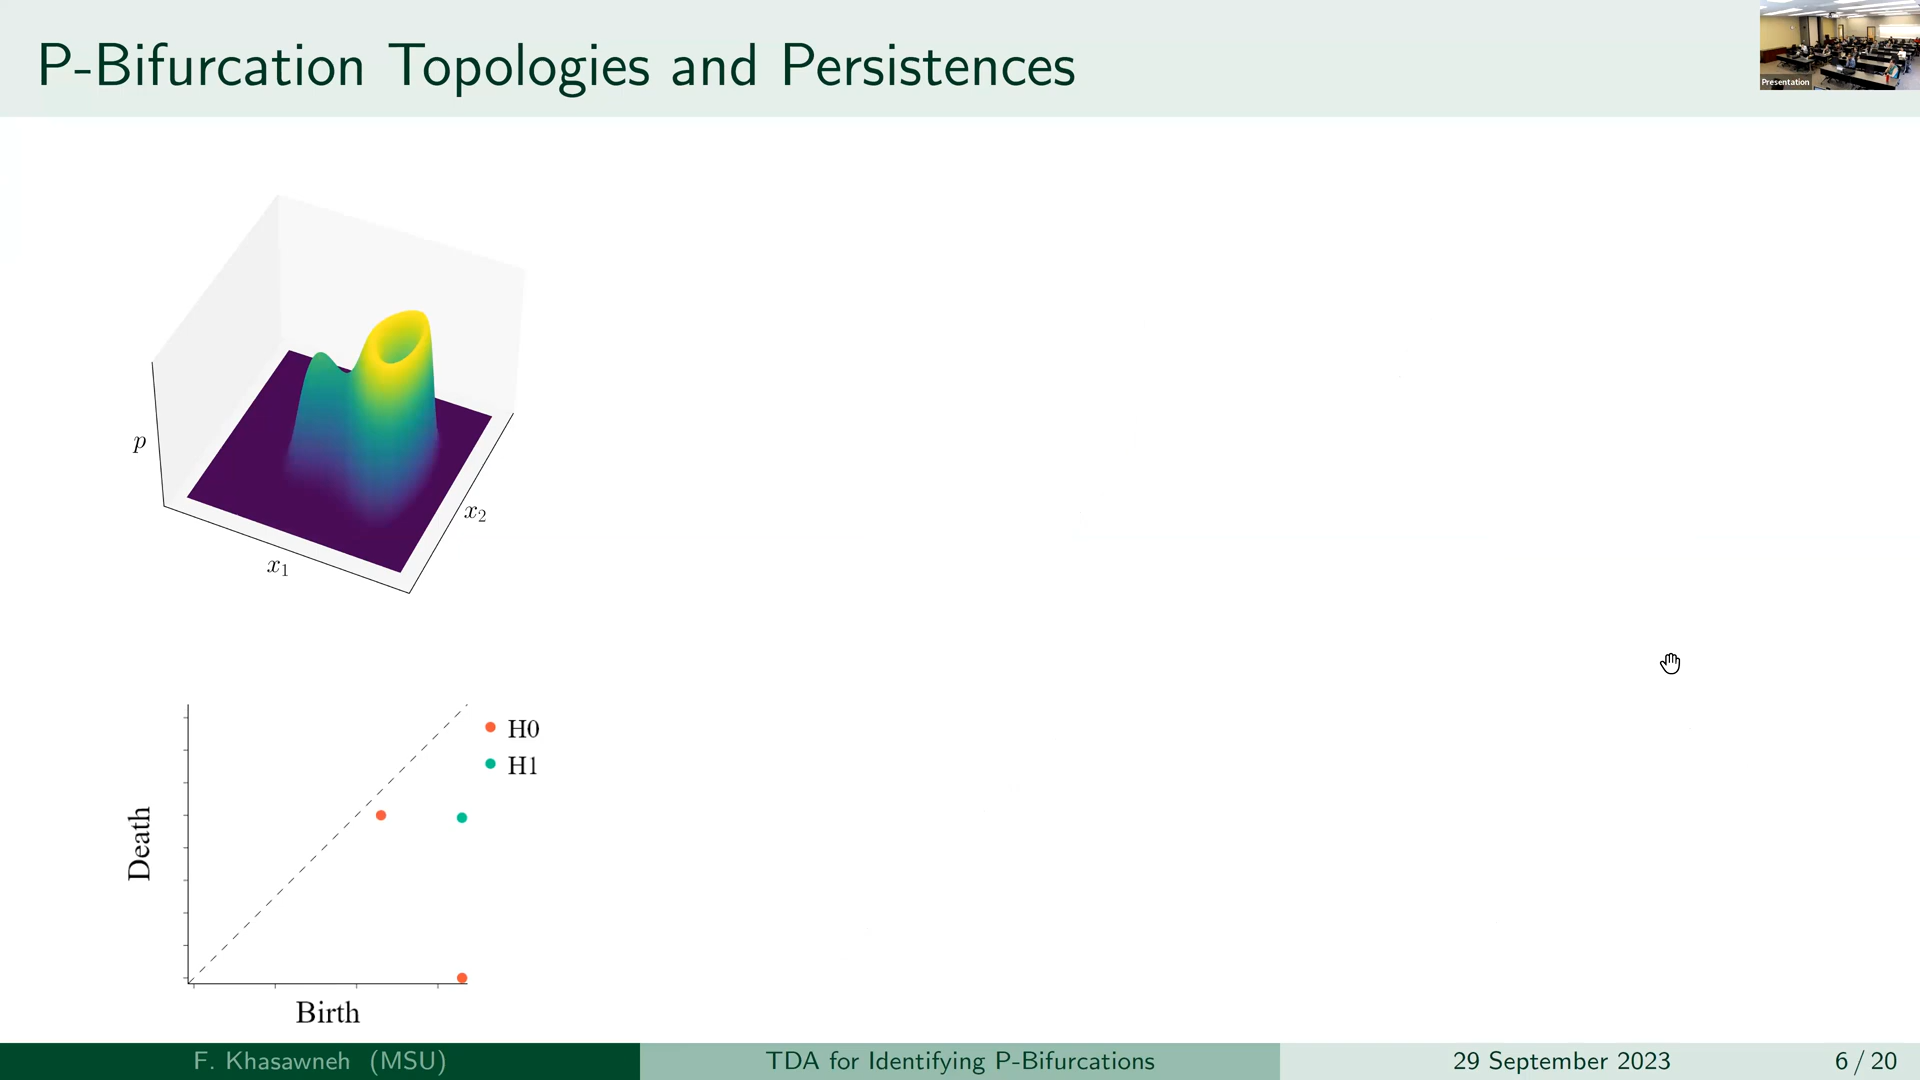 P-Bifurcation Topologies and Persistences
Presentation
p
x₂
x₁
H0
H1
Death
Birth
F. Khasawneh (MSU)
TDA for Identifying P-Bifurcations
29 September 2023
6 / 20